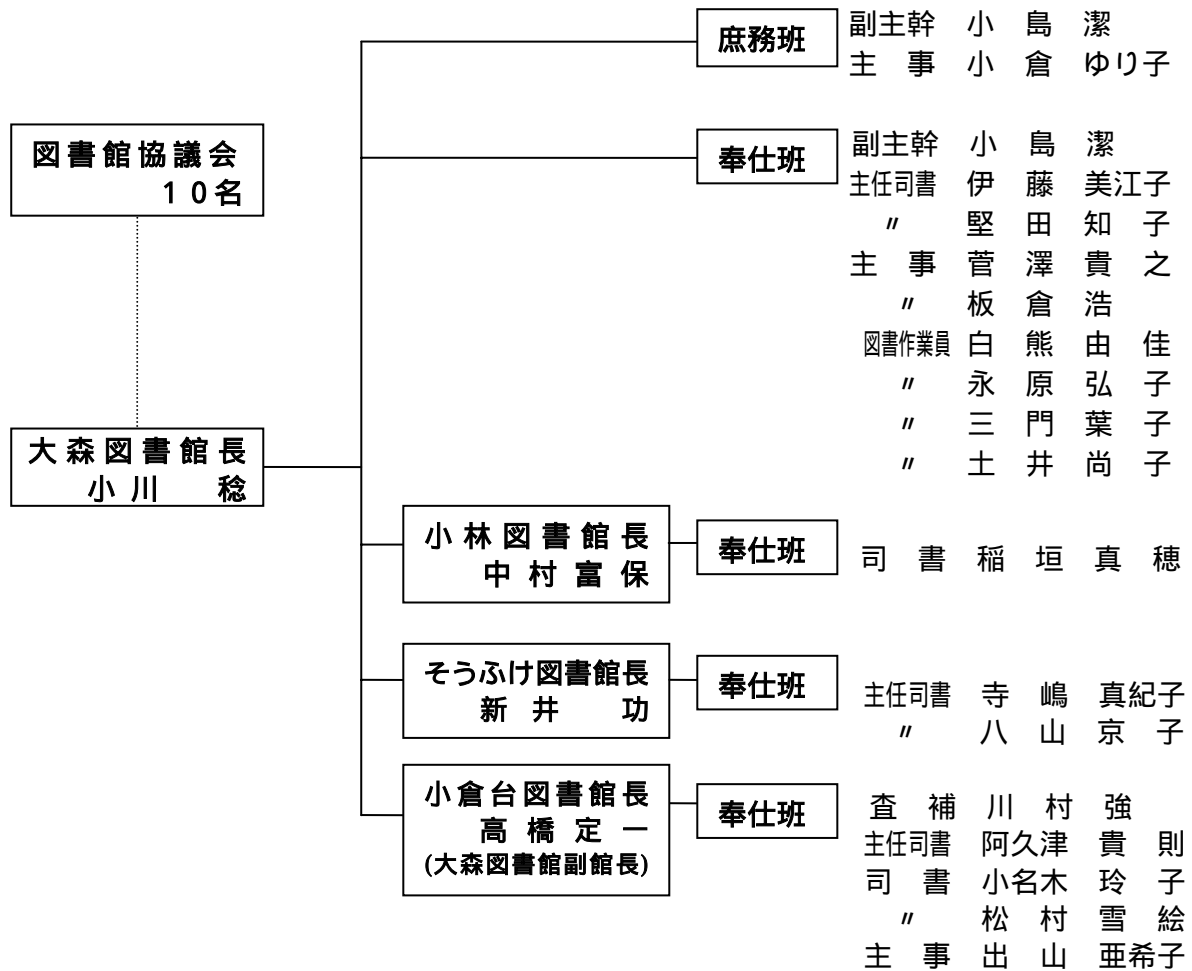 庶務班
副主幹 小島 潔
主事 小倉 ゆり子
図書館協議会
10名
奉仕班
副主幹 小島 潔
主任司書 伊藤 美江子
〃 堅田 知子
主事 菅澤 貴之
〃 板倉 浩
図書作業員 白熊 由佳
〃 永原 弘子
〃 三門 葉子
〃 土井 尚子
大森図書館長
小川 稔
小林図書館長
中村富保
奉仕班
司書 稲垣 真穂
そうふけ図書館長
新井 功
奉仕班
主任司書 寺嶋 真紀子
〃 八山 京子
小倉台図書館長
高橋定一
(大森図書館副館長)
奉仕班
査補 川村 強
主任司書 阿久津 貴則
司書 小名木 玲子
〃 松村 雪絵
主事 出山 亜希子